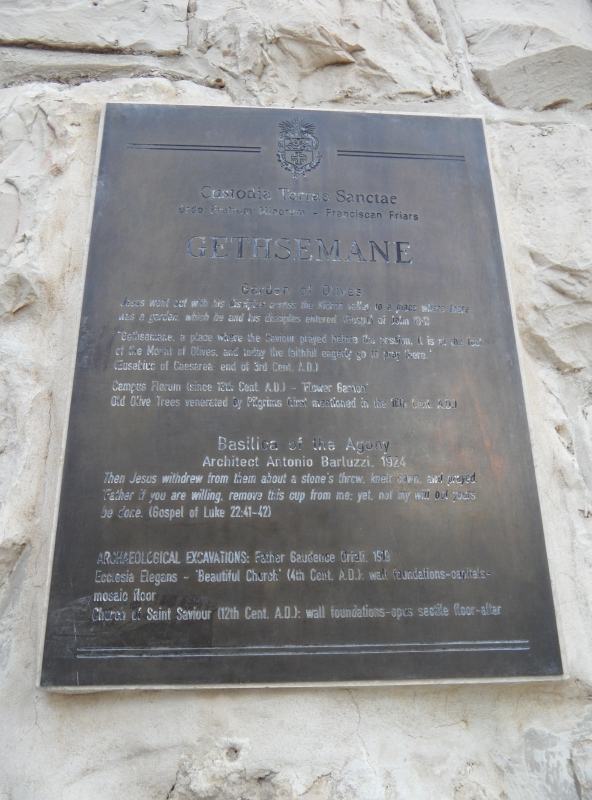 Custodia Terrae Sanctae
Ordo Fratrum Minorum - Franciscan Friars
GETHSEMANE
Garden of Olives
Jesus went out with his disciples across the Kidron valley to a place where there
was a garden, which he and his disciples entered (Gospel of John 18:1)
"Gethsemane, a place where the Saviour prayed before the passion. It is at the foot
of the Mount of Olives, and today the faithful eagerly go to pray there."
(Eusebius of Caesarea: end of 3rd Cent. A.D.)
Campus Florum (since 12th Cent. A.D.) - "Flower Garden"
Old Olive Trees venerated by Pilgrims (first mentioned in the Cent. A.D.)
Basilica of the Agony
Architect Antonio Barluzzi, 1924
Then Jesus withdrew from them about a stone's throw, knelt down, and prayed
"Father if you are willing, remove this cup from me; yet, not my will but yours
be done. (Gospel of Luke 22:41-42)
ARCHAEOLOGICAL EXCAVATIONS: Father Gaudence Orfali, 1919
Ecclesia Elegans - "Beautiful Church" (4th Cent. A.D.): wall foundations-capitals-
mosaic floor
Church of Saint Saviour (12th Cent. A.D.): wall foundations-opus sectile floor-altar